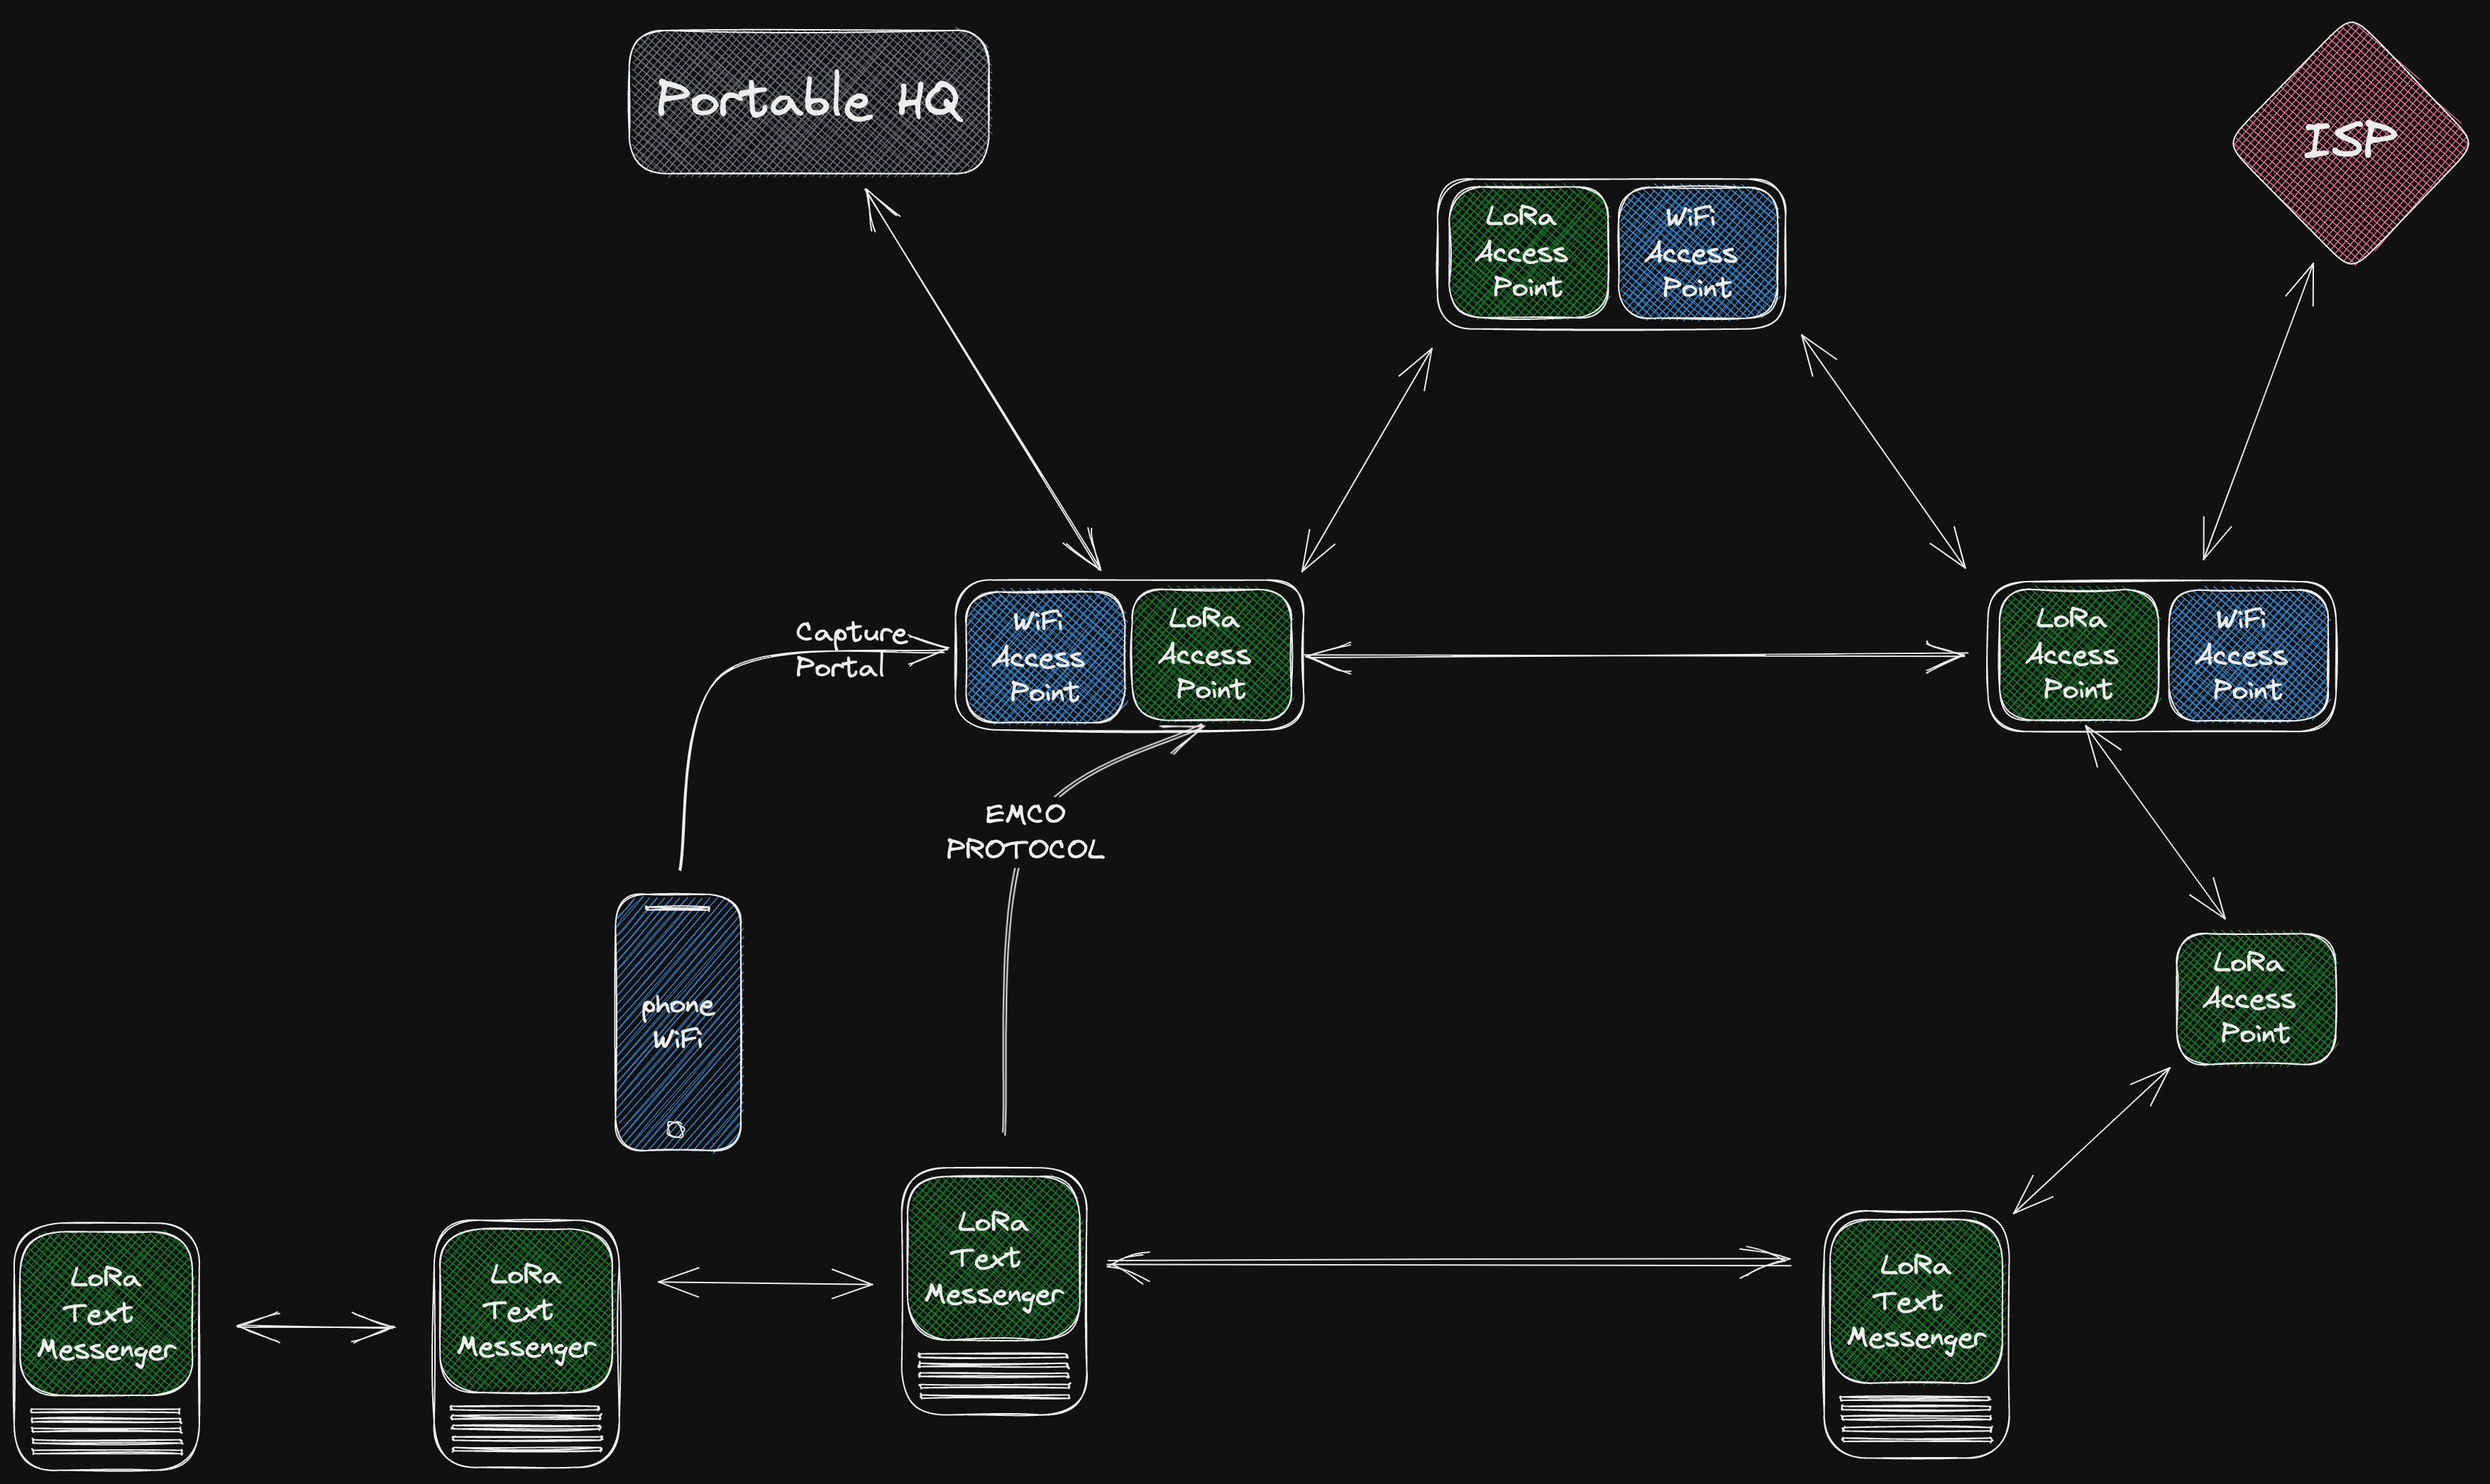 Portable HQ
ISP
LoRa
Access
Point
WiFi
Access
Point
WiFi
Access
Point
LoRa
Access
Point
LoRa
Access
Point
WiFi
Access
Point
Capture
Portal
EMCO
PROTOCOL
phone
WiFi
LoRa
Access
Point
LoRa
Text
Messenger
LoRa
Text
Messenger
LoRa
Text
Messenger
LoRa
Text
Messenger